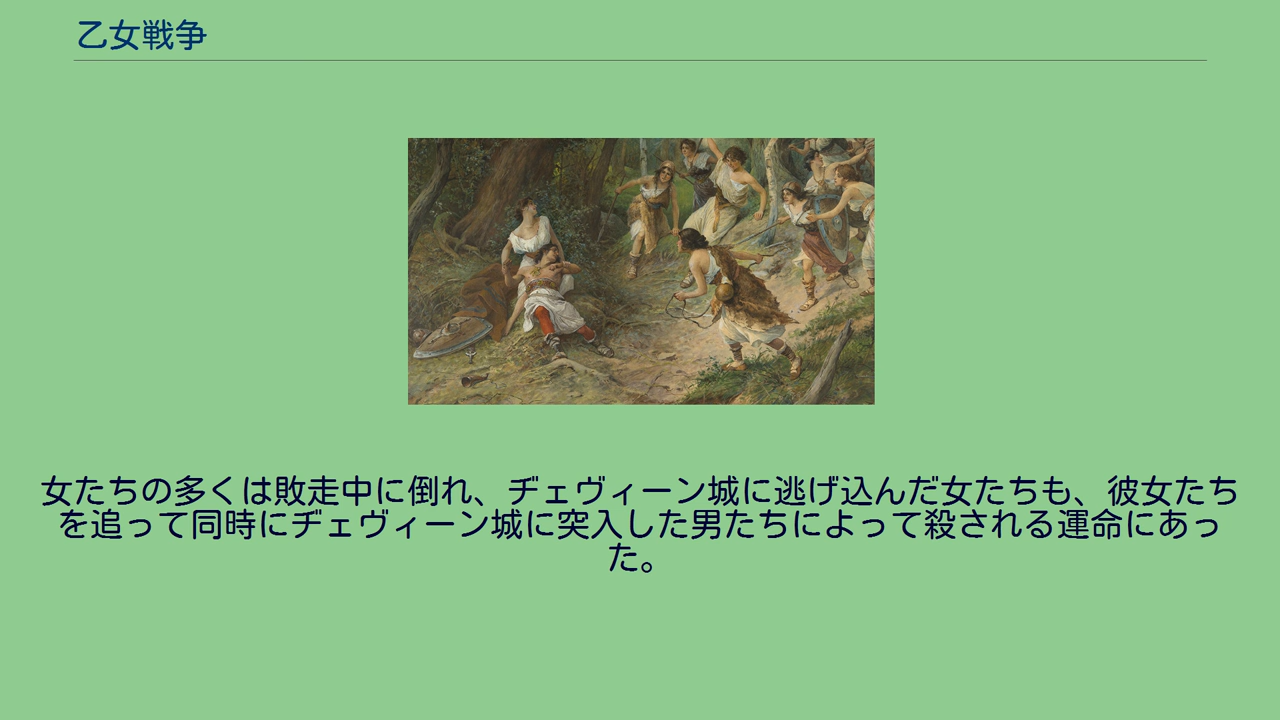 乙女戦争
女たちの多くは敗走中に倒れ、ヂェヴィーン城に逃げ込んだ女たちも、彼女たち
を追って同時にヂェヴィーン城に突入した男たちによって殺される運命にあっ
た。